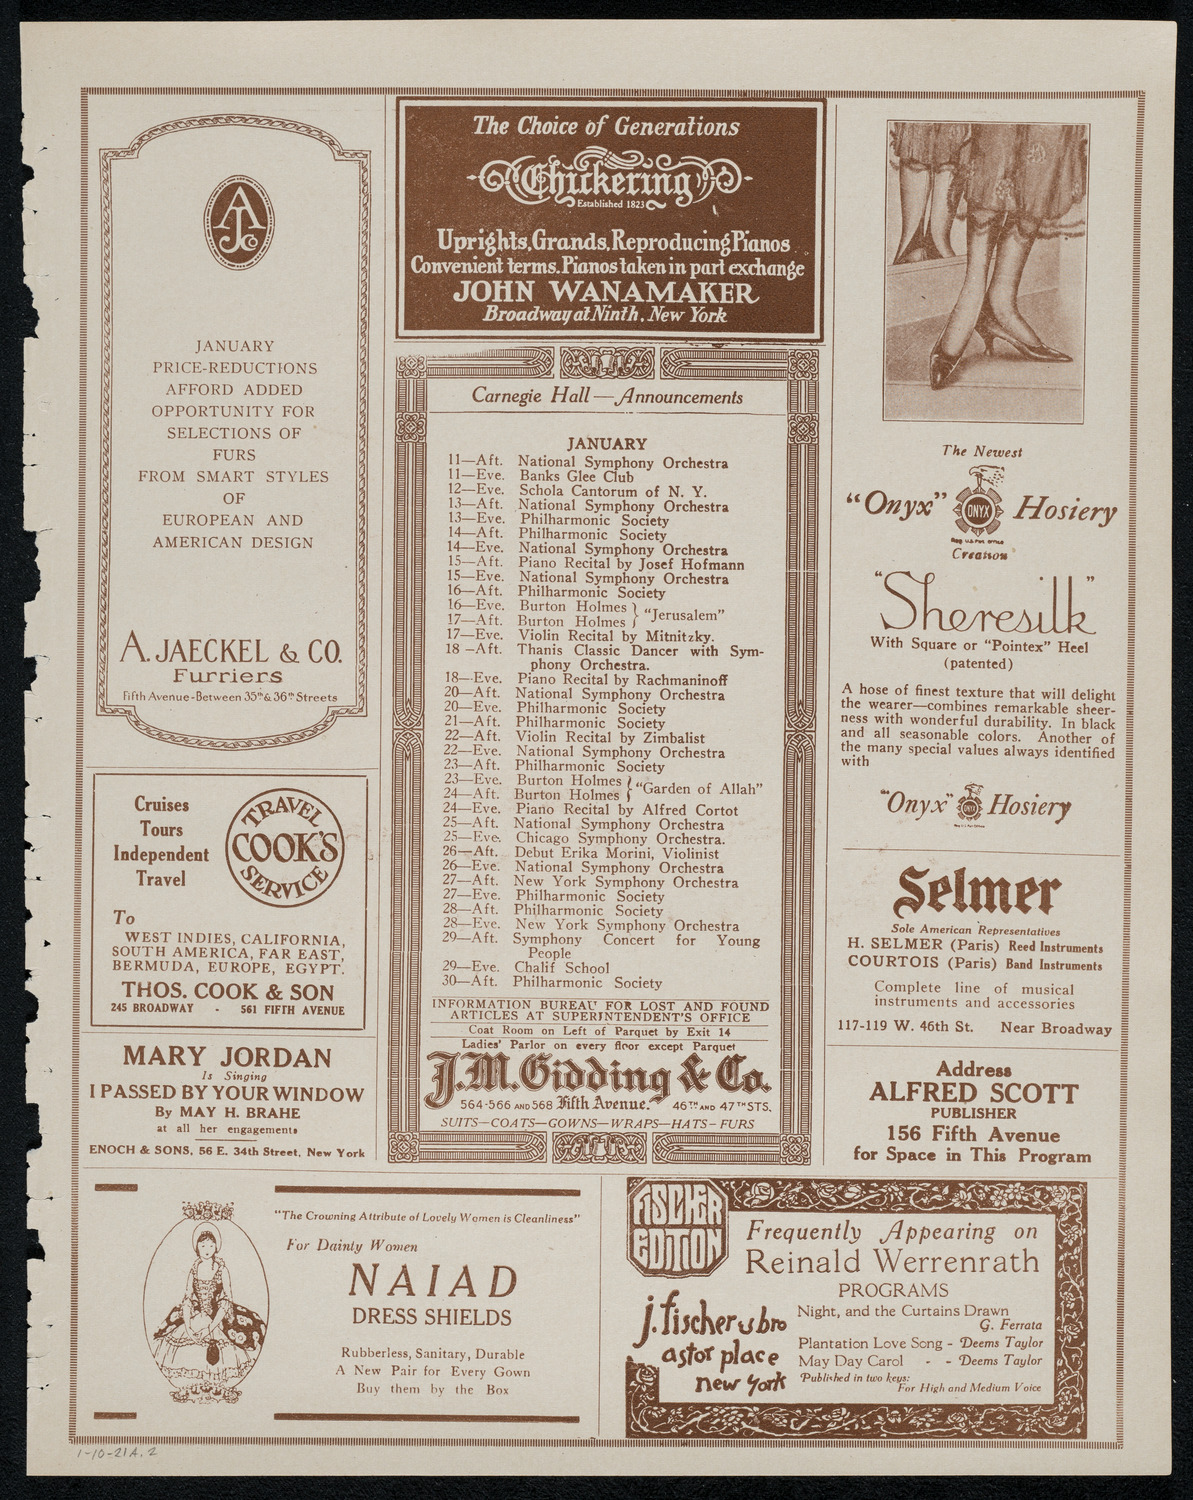 AJCo
JANUARY
PRICE-REDUCTIONS
AFFORD ADDED
OPPORTUNITY FOR
SELECTIONS OF
FURS
FROM SMART STYLES
OF
EUROPEAN AND
AMERICAN DESIGN
A. JAECKEL & CO.
Furriers
Fifth Avenue-Between 35th & 36th Streets
Cruises
Tours
Independent
Travel
TRAVEL
COOK'S
SERVICE
To
WEST INDIES, CALIFORNIA,
SOUTH AMERICA, FAR EAST,
BERMUDA, EUROPE, EGYPT.
THOS. COOK & SON
245 BROADWAY - 561 FIFTH AVENUE
MARY JORDAN
Is Singing
I PASSED BY YOUR WINDOW
By MAY H. BRAHE
at all her engagements
ENOCH & SONS, 56 E. 34th Street, New York
The Choice of Generations
Chickering
Established 1823
Uprights, Grands, Reproducing Pianos
Convenient terms. Pianos taken in part exchange
JOHN WANAMAKER
Broadway at Ninth, New York
Carnegie Hall—Announcements
JANUARY
11—Aft. National Symphony Orchestra
11—Eve. Banks Glee Club
12—Eve. Schola Cantorum of N. Y.
13—Aft. National Symphony Orchestra
13—Eve. Philharmonic Society
14—Aft. Philharmonic Society
14—Eve. National Symphony Orchestra
15—Aft. Piano Recital by Josef Hofmann
15—Eve. National Symphony Orchestra
16—Aft. Philharmonic Society
16—Eve. Burton Holmes } "Jerusalem"
17—Aft. Burton Holmes }
17—Eve. Violin Recital by Mitnitzky.
18—Aft. Thanis Classic Dancer with Sym-
phony Orchestra.
18—Eve. Piano Recital by Rachmaninoff
20—Aft. National Symphony Orchestra
20—Eve. Philharmonic Society
21—Aft. Philharmonic Society
22—Aft. Violin Recital by Zimbalist
22—Eve. National Symphony Orchestra
23—Aft. Philharmonic Society
23—Eve. Burton Holmes } "Garden of Allah"
24—Aft. Burton Holmes }
24—Eve. Piano Recital by Alfred Cortot
25—Aft. National Symphony Orchestra
25—Eve. Chicago Symphony Orchestra.
26—Aft. Debut Erika Morini, Violinist
26—Eve. National Symphony Orchestra
27—Aft. New York Symphony Orchestra
27—Eve. Philharmonic Society
28—Aft. Philharmonic Society
28—Eve. New York Symphony Orchestra
29—Aft. Symphony Concert for Young
People
29—Eve. Chalif School
30—Aft. Philharmonic Society
INFORMATION BUREAU FOR LOST AND FOUND
ARTICLES AT SUPERINTENDENT'S OFFICE
Coat Room on Left of Parquet by Exit 14
Ladies' Parlor on every floor except Parquet
J. M. Gidding & Co.
564-566 AND 568 Fifth Avenue. 46TH AND 47TH STS.
SUITS—COATS—GOWNS—WRAPS—HATS—FURS
The Newest
"Onyx" ONYX Hosiery
Reg. U.S. Pat. Office
Creation
"Sheresilk"
With Square or "Pointex" Heel
(patented)
A hose of finest texture that will delight
the wearer—combines remarkable sheer-
ness with wonderful durability. In black
and all seasonable colors. Another of
the many special values always identified
with
"Onyx" ONYX Hosiery
Selmer
Sole American Representatives
H. SELMER (Paris) Reed Instruments
COURTOIS (Paris) Band Instruments
Complete line of musical
instruments and accessories
117-119 W. 46th St. Near Broadway
Address
ALFRED SCOTT
PUBLISHER
156 Fifth Avenue
for Space in This Program
"The Crowning Attribute of Lovely Women is Cleanliness"
For Dainty Women
NAIAD
DRESS SHIELDS
Rubberless, Sanitary, Durable
A New Pair for Every Gown
Buy them by the Box
FISCHER
EDITION
j. fischer & bro
astor place
new york
Frequently Appearing on
Reinald Werrenrath
PROGRAMS
Night, and the Curtains Drawn
G. Ferrata
Plantation Love Song - Deems Taylor
May Day Carol - - Deems Taylor
Published in two keys:
For High and Medium Voice
1-10-21A.2